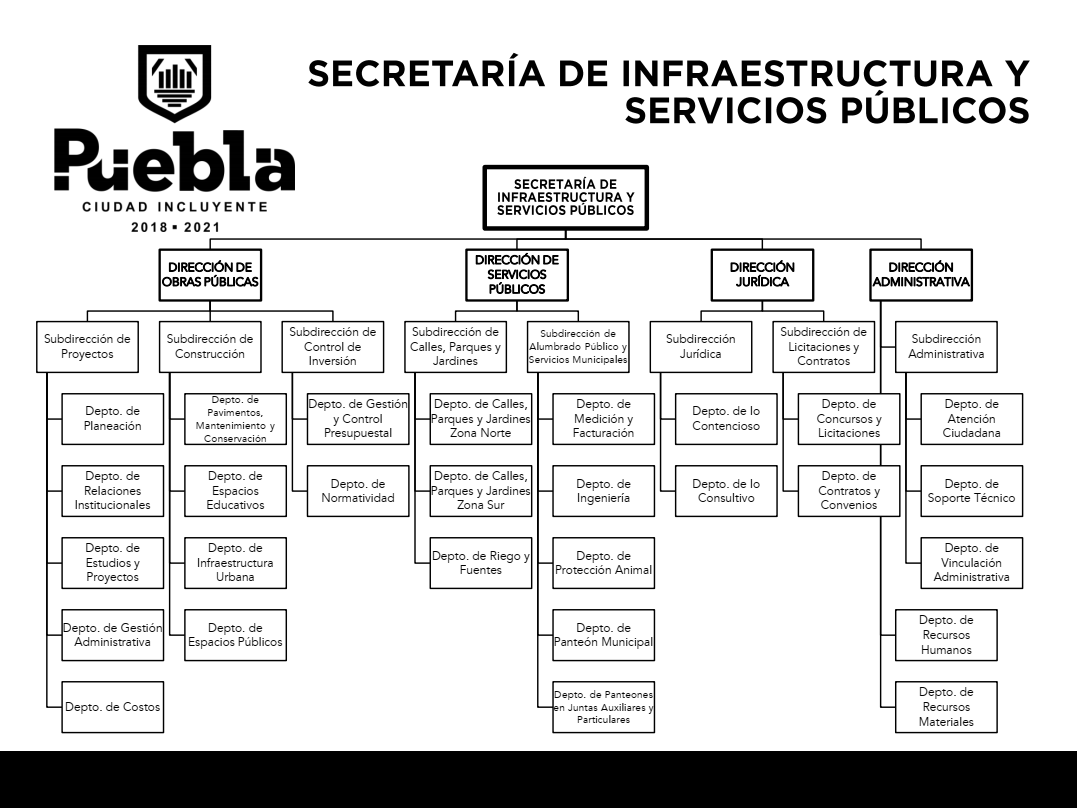 SECRETARÍA DE INFRAESTRUCTURA Y
SERVICIOS PÚBLICOS
Puebla
CIUDAD INCLUYENTE
2018 ▪ 2021
SECRETARÍA DE
INFRAESTRUCTURA Y
SERVICIOS PÚBLICOS
DIRECCIÓN DE
OBRAS PÚBLICAS
DIRECCIÓN DE
SERVICIOS
PÚBLICOS
DIRECCIÓN
JURÍDICA
DIRECCIÓN
ADMINISTRATIVA
Subdirección de
Proyectos
Subdirección de
Construcción
Subdirección de
Control de
Inversión
Subdirección de
Calles, Parques y
Jardines
Subdirección de
Alumbrado Público y
Servicios Municipales
Subdirección
Jurídica
Subdirección de
Licitaciones y
Contratos
Subdirección
Administrativa
Depto. de
Planeación
Depto. de
Pavimentos,
Mantenimiento y
Conservación
Depto. de Gestión
y Control
Presupuestal
Depto. de Calles,
Parques y Jardines
Zona Norte
Depto. de
Medición y
Facturación
Depto. de lo
Contencioso
Depto. de
Concursos y
Licitaciones
Depto. de
Atención
Ciudadana
Depto. de
Relaciones
Institucionales
Depto. de
Espacios
Educativos
Depto. de
Normatividad
Depto. de Calles,
Parques y Jardines
Zona Sur
Depto. de
Ingeniería
Depto. de lo
Consultivo
Depto. de
Contratos y
Convenios
Depto. de
Soporte Técnico
Depto. de
Estudios y
Proyectos
Depto. de
Infraestructura
Urbana
Depto. de Riego y
Fuentes
Depto. de
Protección Animal
Depto. de
Vinculación
Administrativa
Depto. de Gestión
Administrativa
Depto. de
Espacios Públicos
Depto. de
Panteón Municipal
Depto. de
Recursos
Humanos
Depto. de Costos
Depto. de Panteones
en Juntas Auxiliares y
Particulares
Depto. de
Recursos
Materiales